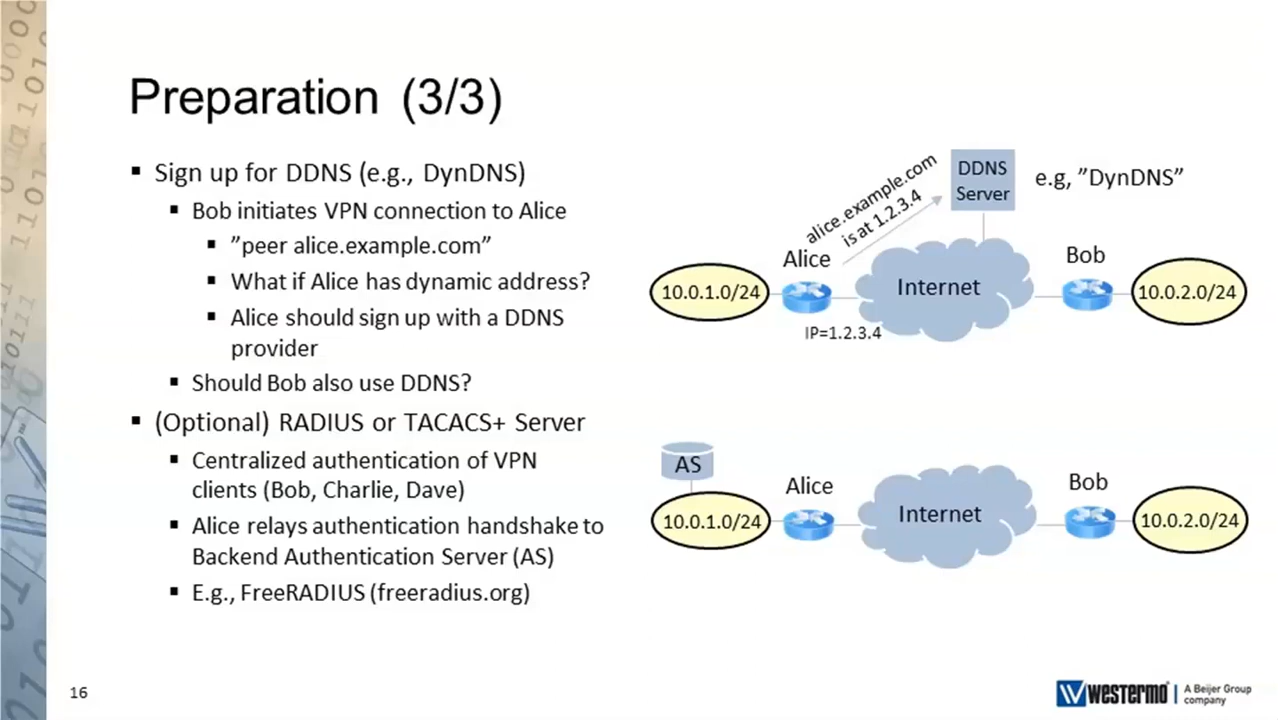 Preparation (3/3)
Sign up for DDNS (e.g., DynDNS)
Bob initiates VPN connection to Alice
”peer alice.example.com”
What if Alice has dynamic address?
Alice should sign up with a DDNS
provider
Should Bob also use DDNS?
(Optional) RADIUS or TACACS+ Server
Centralized authentication of VPN
clients (Bob, Charlie, Dave)
Alice relays authentication handshake to
Backend Authentication Server (AS)
E.g., FreeRADIUS (freeradius.org)
alice.example.com
is at 1.2.3.4
DDNS
Server
e.g, ”DynDNS”
Alice
Bob
10.0.1.0/24
Internet
10.0.2.0/24
IP=1.2.3.4
AS
Alice
Bob
10.0.1.0/24
Internet
10.0.2.0/24
16
westermo
A Beijer Group
company